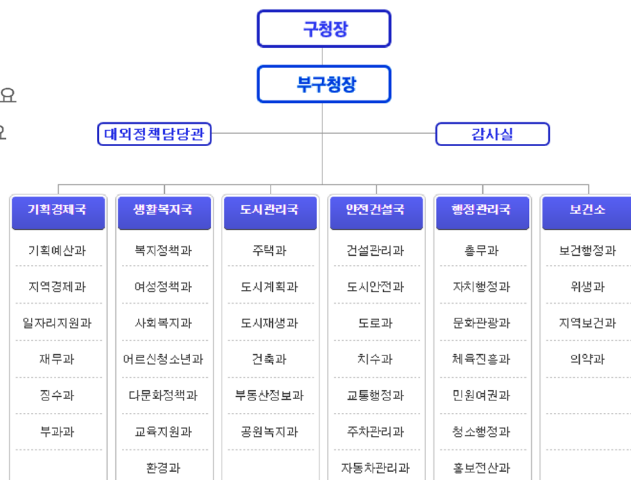 구청장
부구청장
요
대외정책담당관
감사실
기획경제국
생활복지국
도시관리국
안전건설국
행정관리국
보건소
기획예산과
복지정책과
주택과
건설관리과
총무과
보건행정과
지역경제과
여성정책과
도시계획과
도시안전과
자치행정과
위생과
일자리지원과
사회복지과
도시재생과
도로과
문화관광과
지역보건과
재무과
어르신청소년과
건축과
치수과
체육진흥과
의약과
징수과
다문화정책과
부동산정보과
교통행정과
민원여권과
부과과
교육지원과
공원녹지과
주차관리과
청소행정과
환경과
자동차관리과
홍보전산과